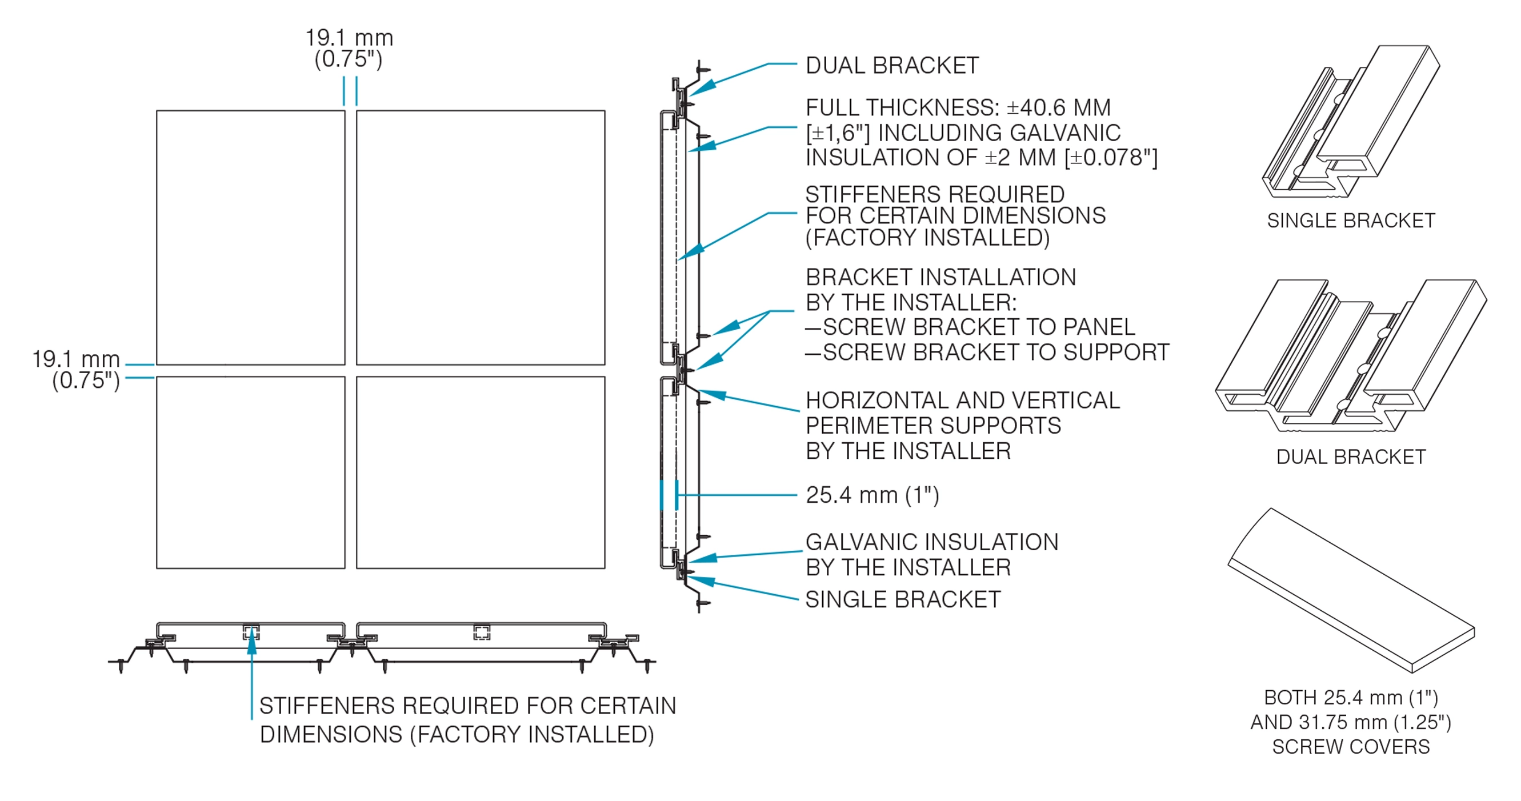 19.1 mm
(0.75")
19.1 mm
(0.75")
DUAL BRACKET
FULL THICKNESS: ±40.6 MM
[±1,6"] INCLUDING GALVANIC
INSULATION OF ±2 MM [±0.078"]
STIFFENERS REQUIRED
FOR CERTAIN DIMENSIONS
(FACTORY INSTALLED)
BRACKET INSTALLATION
BY THE INSTALLER:
—SCREW BRACKET TO PANEL
—SCREW BRACKET TO SUPPORT
HORIZONTAL AND VERTICAL
PERIMETER SUPPORTS
BY THE INSTALLER
25.4 mm (1")
GALVANIC INSULATION
BY THE INSTALLER
SINGLE BRACKET
STIFFENERS REQUIRED FOR CERTAIN
DIMENSIONS (FACTORY INSTALLED)
SINGLE BRACKET
DUAL BRACKET
BOTH 25.4 mm (1")
AND 31.75 mm (1.25")
SCREW COVERS